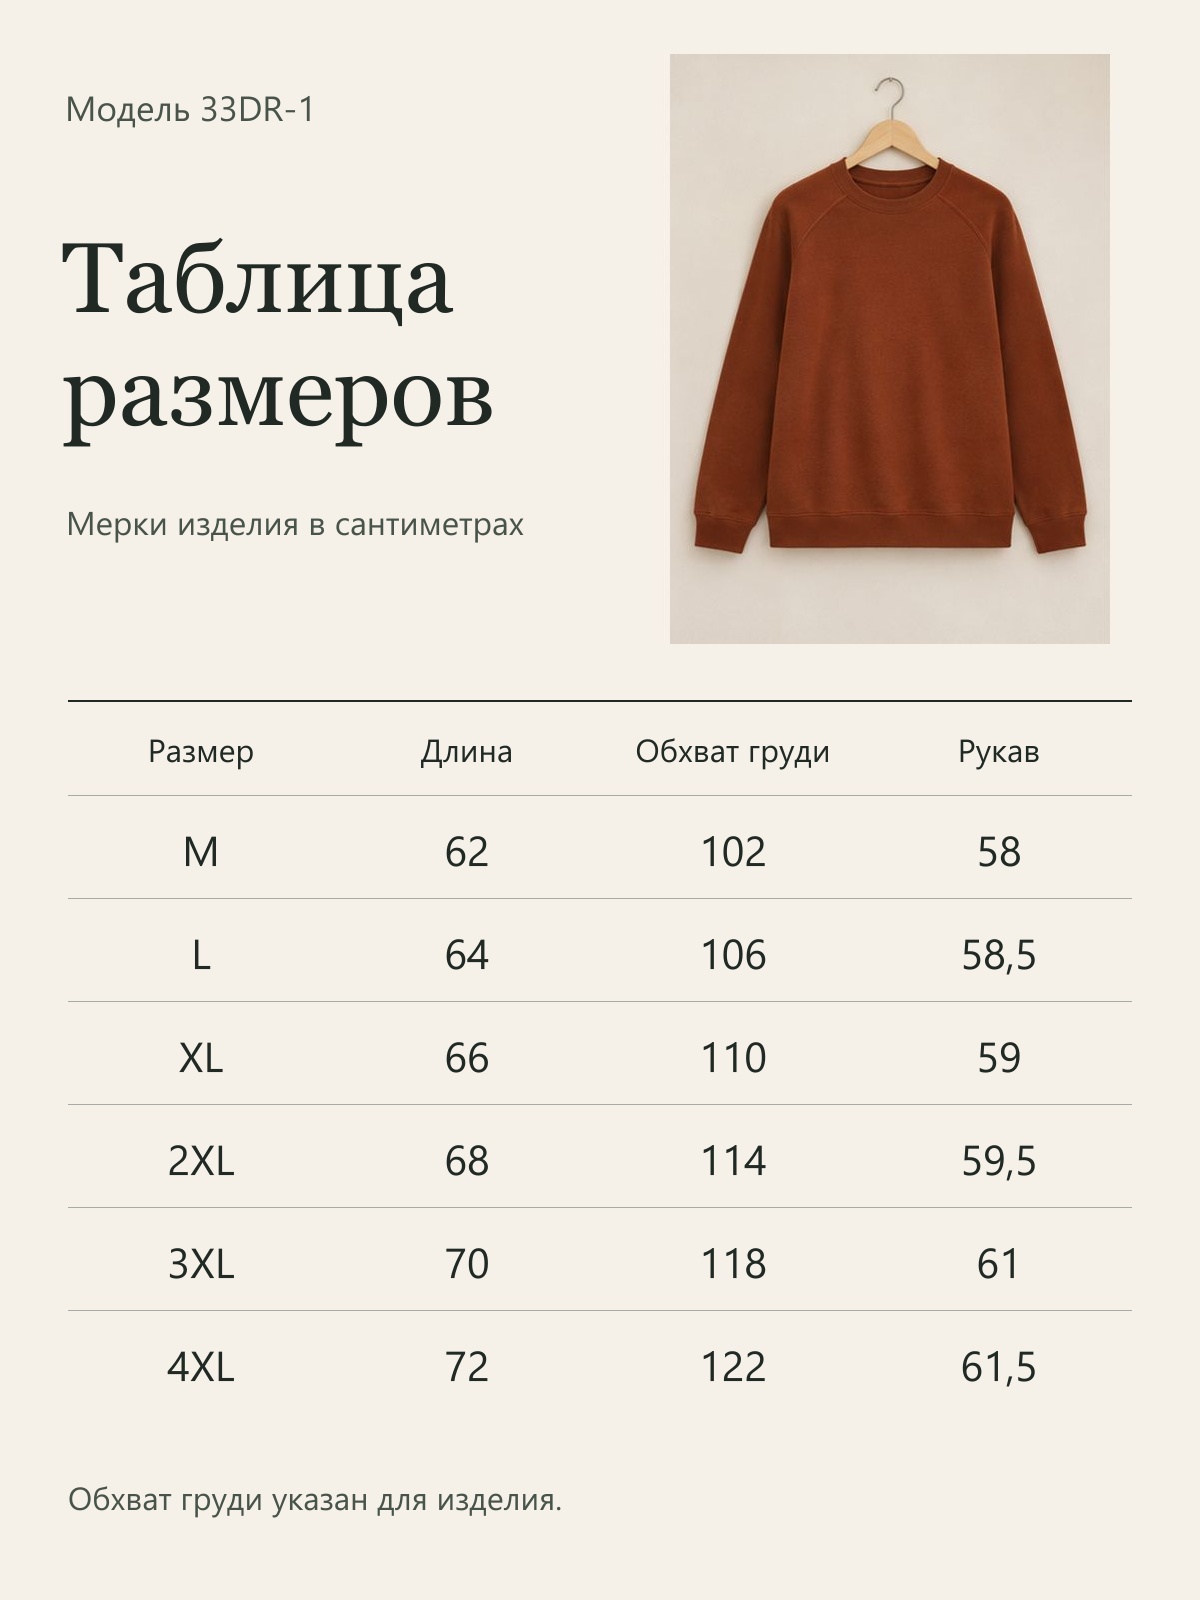 Модель 33DR-1
Таблица
размеров
Мерки изделия в сантиметрах
Размер Длина Обхват груди Рукав
M 62 102 58
L 64 106 58,5
XL 66 110 59
2XL 68 114 59,5
3XL 70 118 61
4XL 72 122 61,5
Обхват груди указан для изделия.